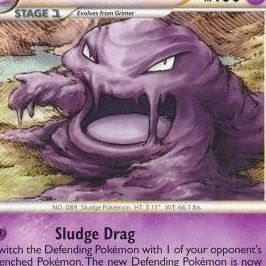 STAGE 1 Evolves from Grimer
NO. 089 Sludge Pokémon HT: 3'11" WT: 66.1 lbs.
Sludge Drag
witch the Defending Pokémon with 1 of your opponent's
enched Pokémon. The new Defending Pokémon is now